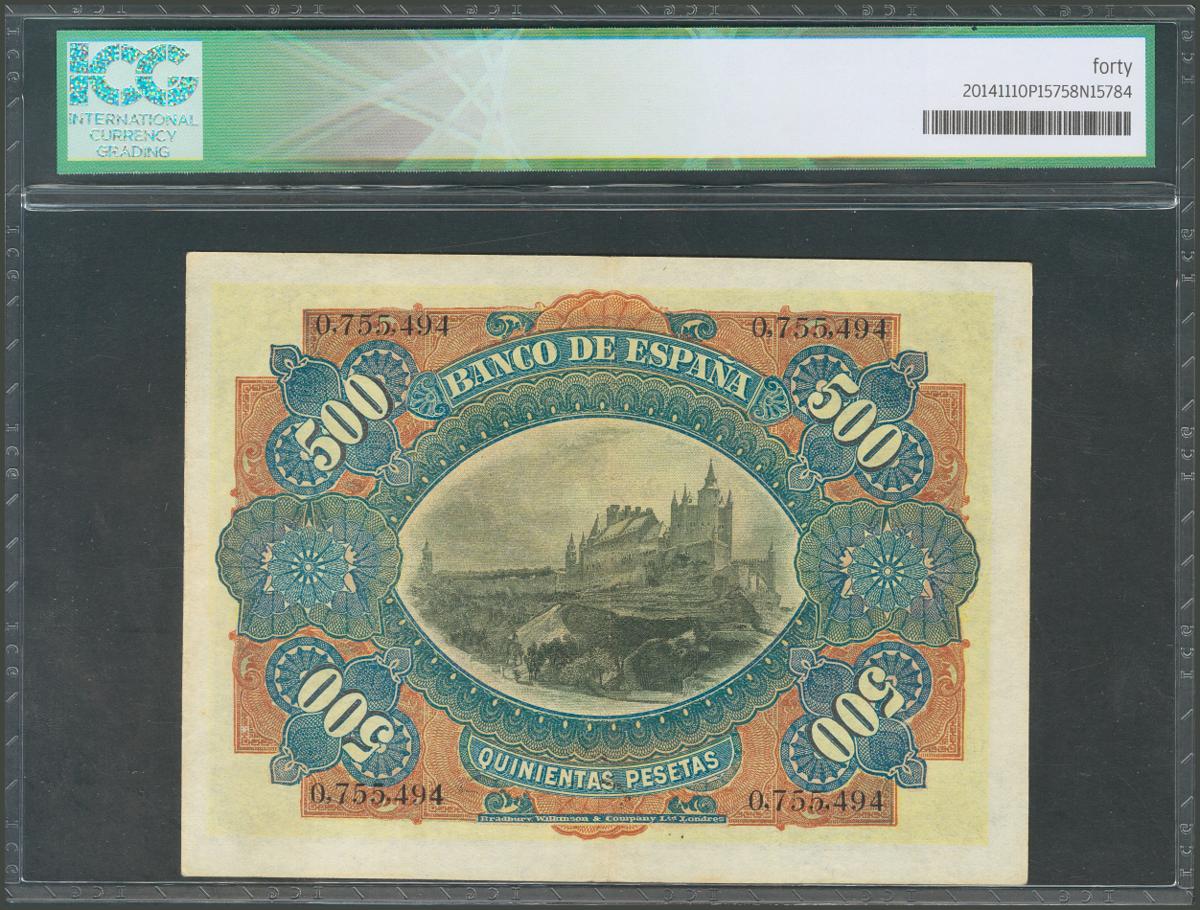 ICG
INTERNATIONAL
CURRENCY
GRADING
forty
20141110P15758N15784
0,755,494
0,755,494
BANCO DE ESPAÑA
500
500
500
500
QUINIENTAS PESETAS
0,755,494
0,755,494
Bradbury, Wilkinson & Company Ltd. Londres